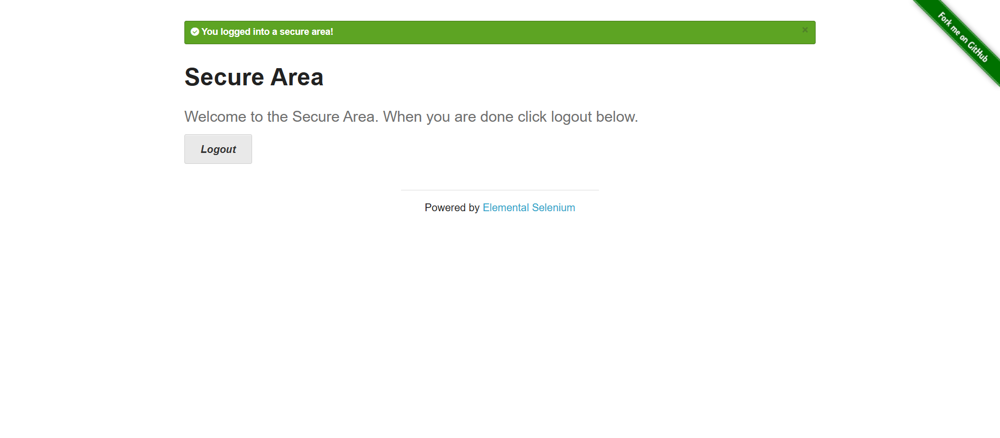 You logged into a secure area!
×
Fork me on GitHub
Secure Area
Welcome to the Secure Area. When you are done click logout below.
Logout
Powered by Elemental Selenium